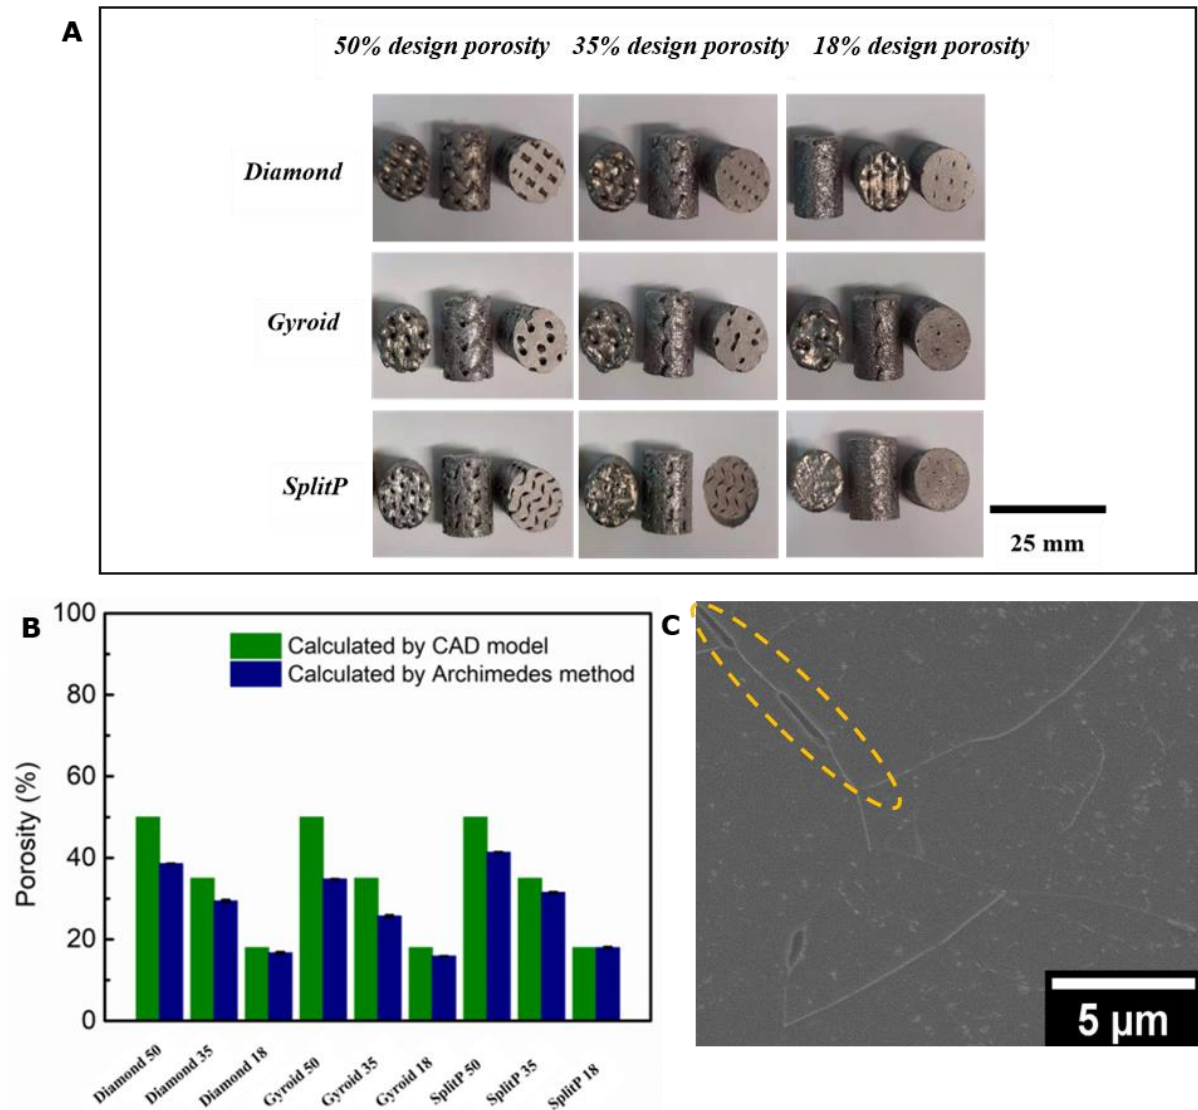 A
50% design porosity 35% design porosity 18% design porosity
Diamond
Gyroid
SplitP
25 mm
B
100
80
60
40
20
0
Porosity (%)
Calculated by CAD model
Calculated by Archimedes method
Diamond 50
Diamond 35
Diamond 18
Gyroid 50
Gyroid 35
Gyroid 18
SplitP 50
SplitP 35
SplitP 18
C
5 μm